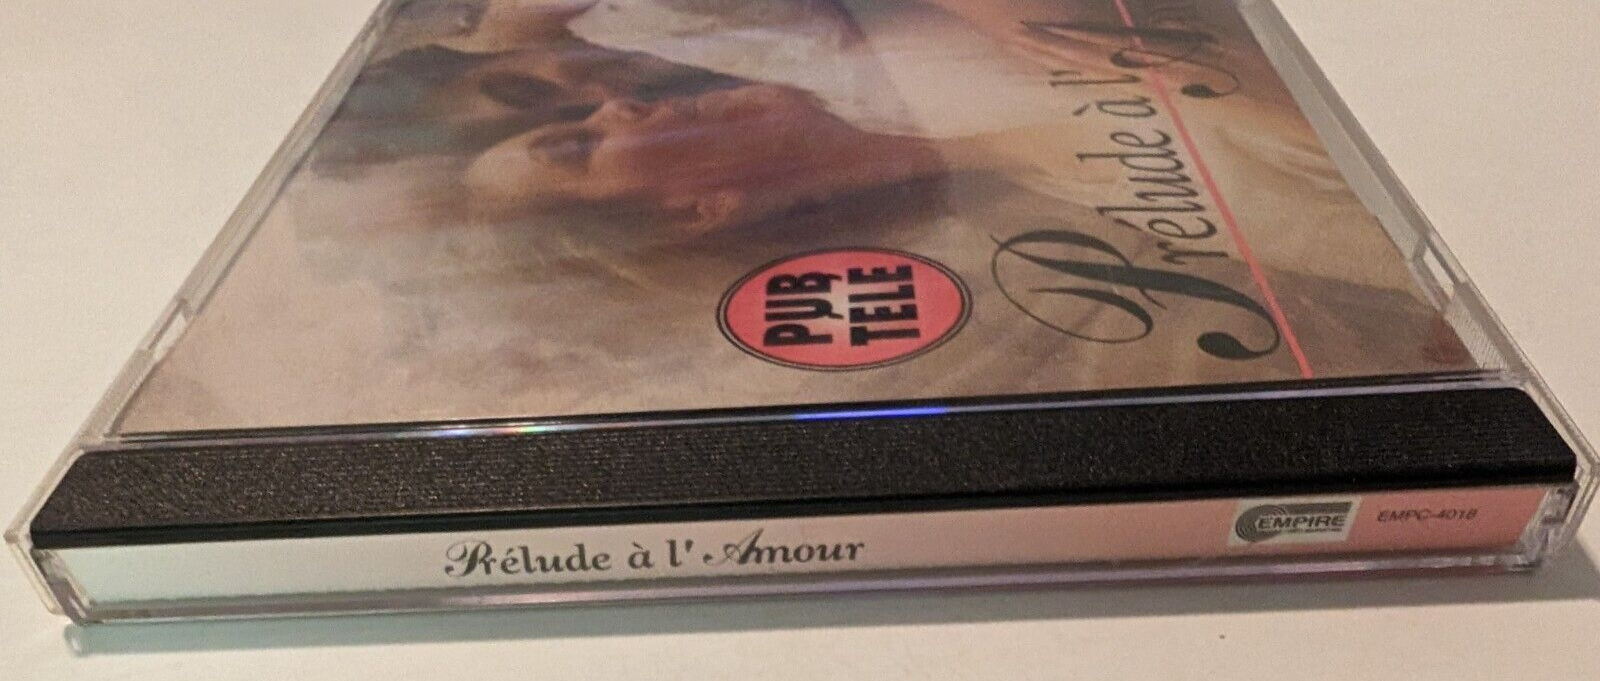 Prélude à l'
PUB
TELE
Prélude à l' Amour
EMPIRE
EMPC-4018